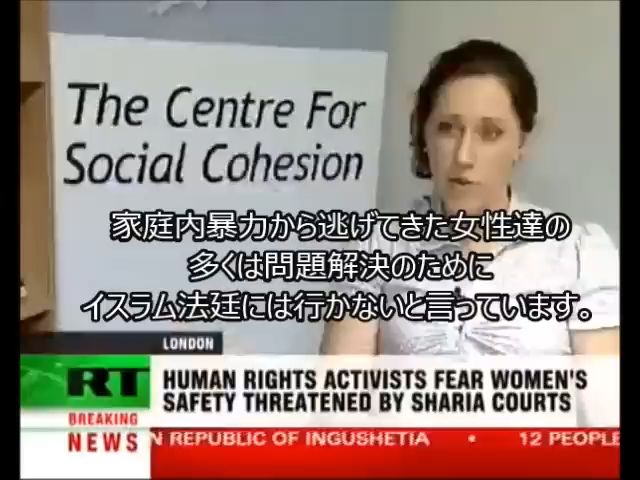 The Centre For
Social Cohesion
家庭内暴力から逃げてきた女性達の
多くは問題解決のために
イスラム法廷には行かないと言っています。
LONDON
RT
HUMAN RIGHTS ACTIVISTS FEAR WOMEN'S
SAFETY THREATENED BY SHARIA COURTS
BREAKING
NEWS
N REPUBLIC OF INGUSHETIA • 12 PEOPLE